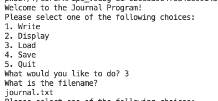 Welcome to the Journal Program!
Please select one of the following choices:
1. Write
2. Display
3. Load
4. Save
5. Quit
What would you like to do? 3
What is the filename?
journal.txt
Please select one of the following choices: